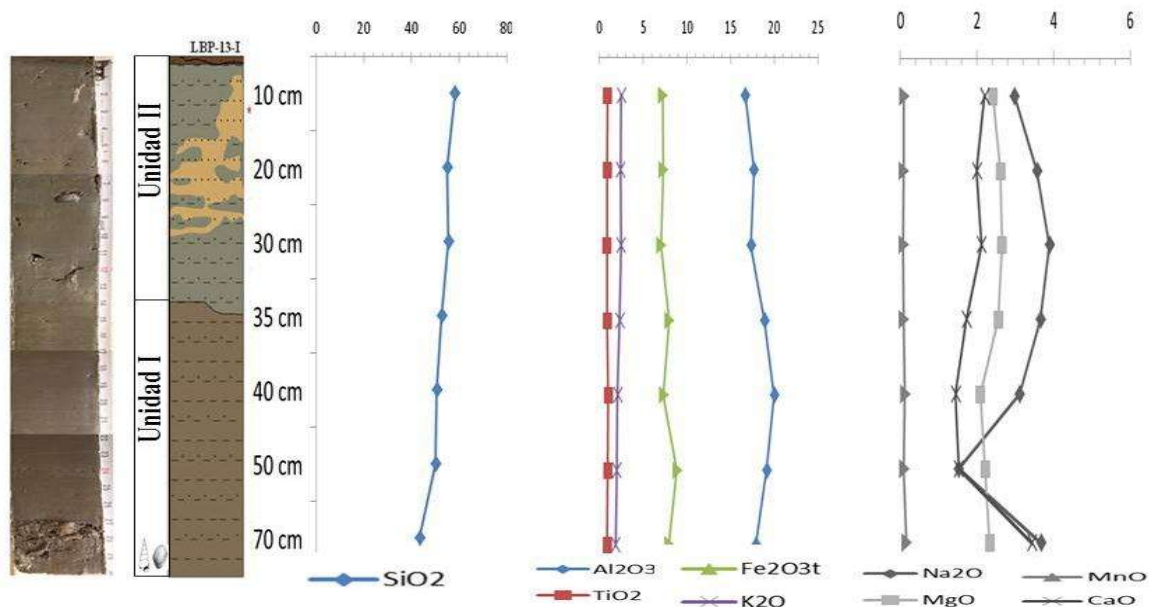 LBP-13-I
Unidad II
Unidad I
0 20 40 60 80
0 5 10 15 20 25
0 2 4 6
10 cm
20 cm
30 cm
35 cm
40 cm
50 cm
70 cm
SiO2
Al2O3
Fe2O3t
TiO2
K2O
Na2O
MnO
MgO
CaO